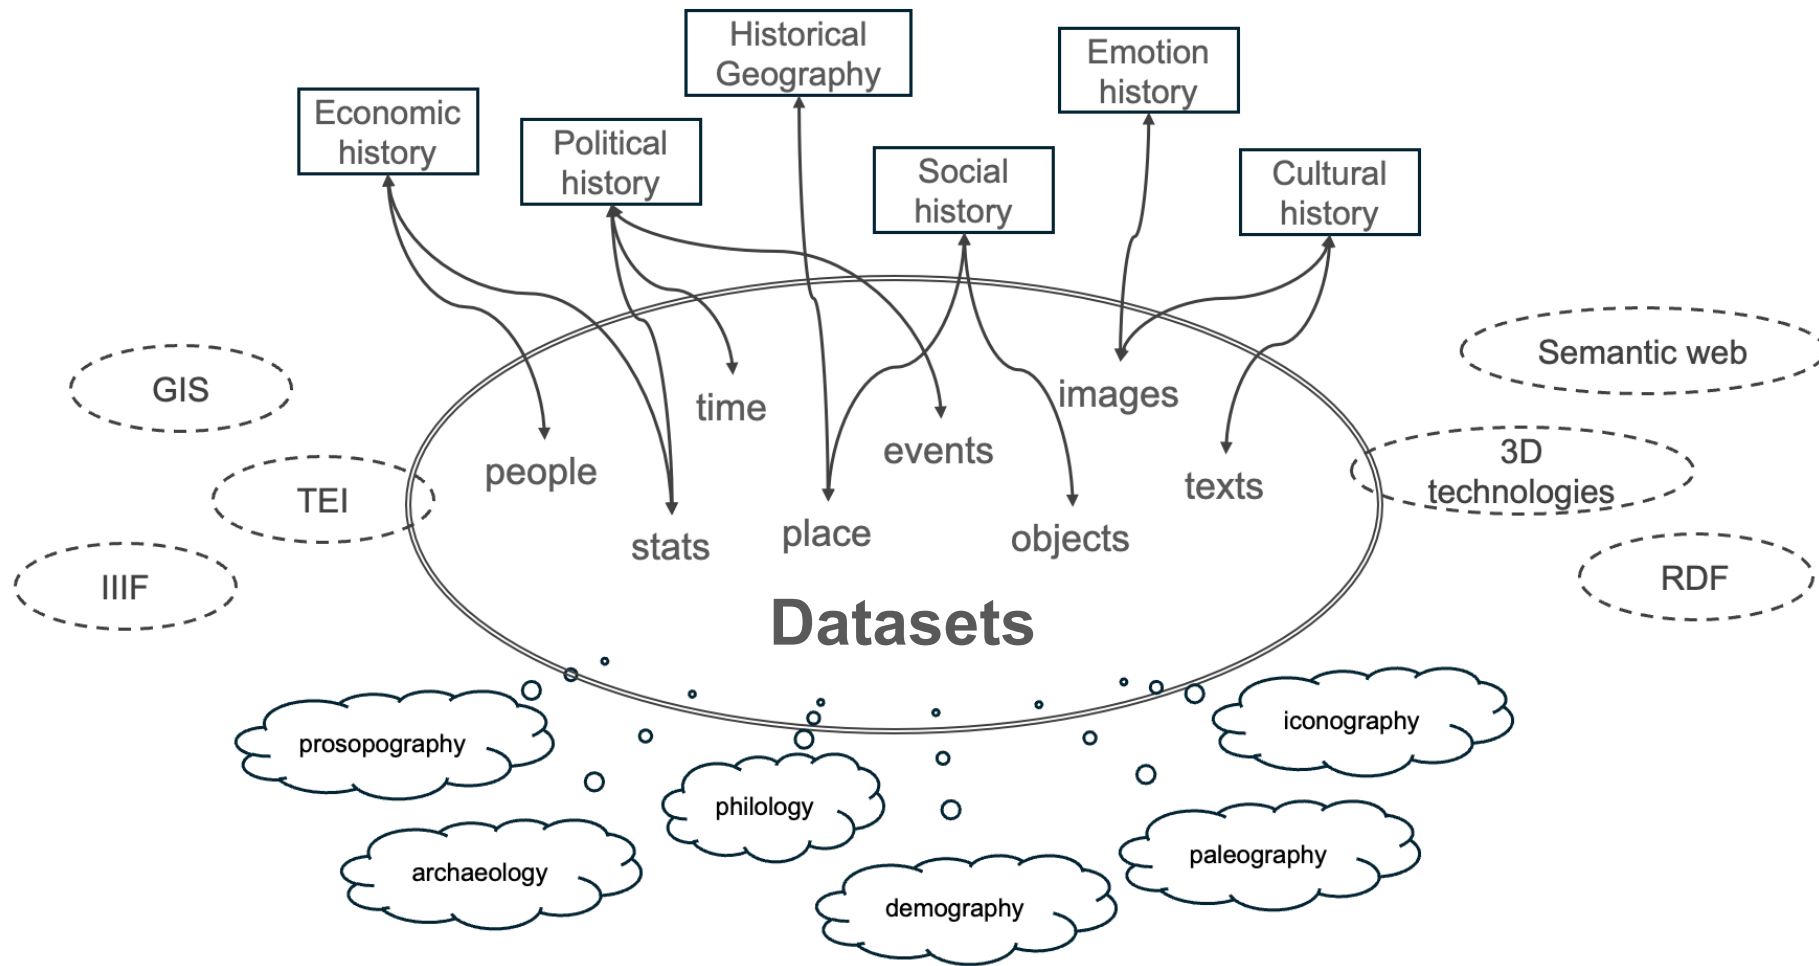 Historical
Geography
Emotion
history
Economic
history
Political
history
Social
history
Cultural
history
GIS
TEI
IIIF
time
people
stats
place
events
objects
images
texts
Semantic web
3D
technologies
RDF
Datasets
prosopography
archaeology
philology
demography
paleography
iconography